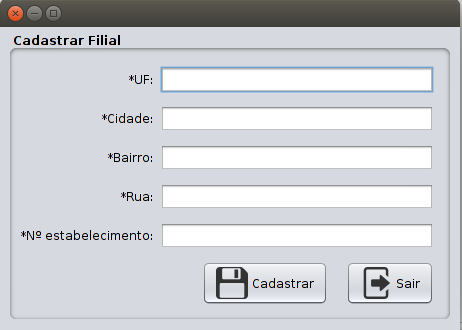 Cadastrar Filial
*UF:
*Cidade:
*Bairro:
*Rua:
*Nº estabelecimento:
Cadastrar Sair